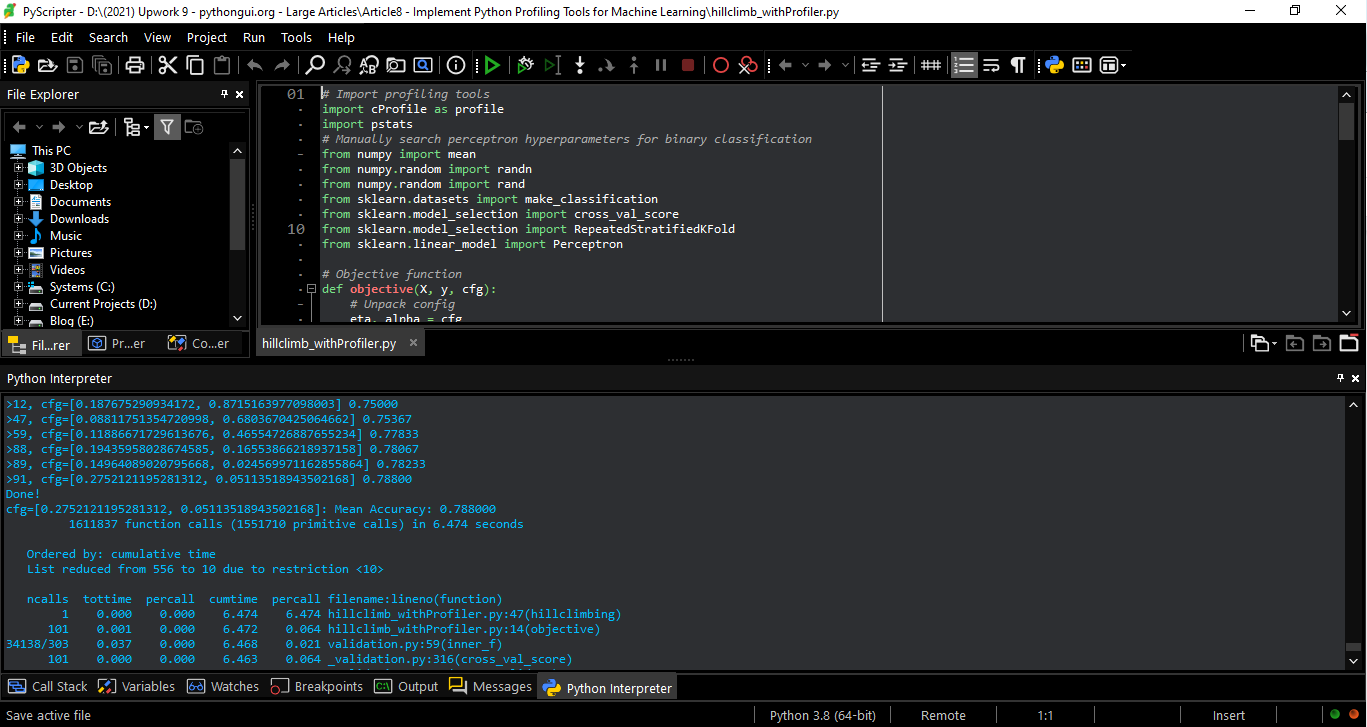 PyScripter - D:\(2021) Upwork 9 - pythongui.org - Large Articles\Article8 - Implement Python Profiling Tools for Machine Learning\hillclimb_withProfiler.py
File Edit Search View Project Run Tools Help
File Explorer
This PC
3D Objects
Desktop
Documents
Downloads
Music
Pictures
Videos
Systems (C:)
Current Projects (D:)
Blog (E:)
Fil...rer Pr...er Co...er
01 # Import profiling tools
import cProfile as profile
import pstats
# Manually search perceptron hyperparameters for binary classification
from numpy import mean
from numpy.random import randn
from numpy.random import rand
from sklearn.datasets import make_classification
from sklearn.model_selection import cross_val_score
10 from sklearn.model_selection import RepeatedStratifiedKFold
from sklearn.linear_model import Perceptron
# Objective function
def objective(X, y, cfg):
# Unpack config
eta, alpha = cfg
hillclimb_withProfiler.py
Python Interpreter
>12, cfg=[0.187675290934172, 0.8715163977098003] 0.75000
>47, cfg=[0.08811751354720998, 0.6803670425064662] 0.75367
>59, cfg=[0.11886671729613676, 0.46554726887655234] 0.77833
>88, cfg=[0.19435958028674585, 0.16553866218937158] 0.78067
>89, cfg=[0.14964089020795668, 0.024569971162855864] 0.78233
>91, cfg=[0.2752121195281312, 0.05113518943502168] 0.78800
Done!
cfg=[0.2752121195281312, 0.05113518943502168]: Mean Accuracy: 0.788000
1611837 function calls (1551710 primitive calls) in 6.474 seconds
Ordered by: cumulative time
List reduced from 556 to 10 due to restriction <10>
ncalls tottime percall cumtime percall filename:lineno(function)
1 0.000 0.000 6.474 6.474 hillclimb_withProfiler.py:47(hillclimbing)
101 0.001 0.000 6.472 0.064 hillclimb_withProfiler.py:14(objective)
34138/303 0.037 0.000 6.468 0.021 validation.py:59(inner_f)
101 0.000 0.000 6.463 0.064 _validation.py:316(cross_val_score)
Call Stack Variables Watches Breakpoints Output Messages Python Interpreter
Save active file Python 3.8 (64-bit) Remote 1:1 Insert